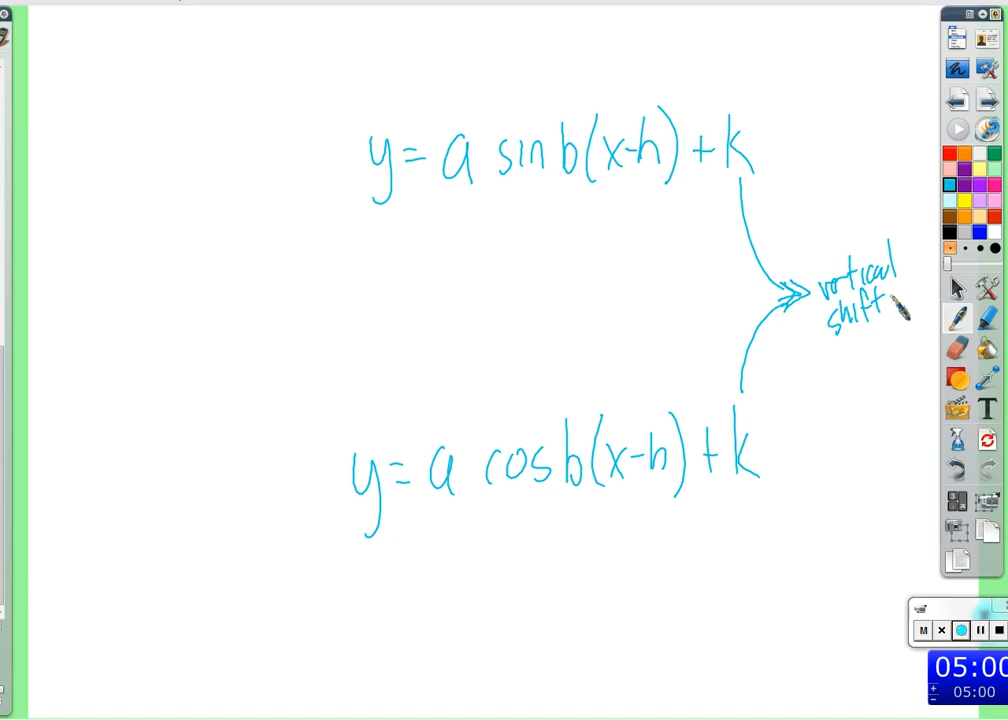 y = a sin b(x-h) + k
vertical
shift
y = a cos b(x-h) + k
M
05:00
05:00